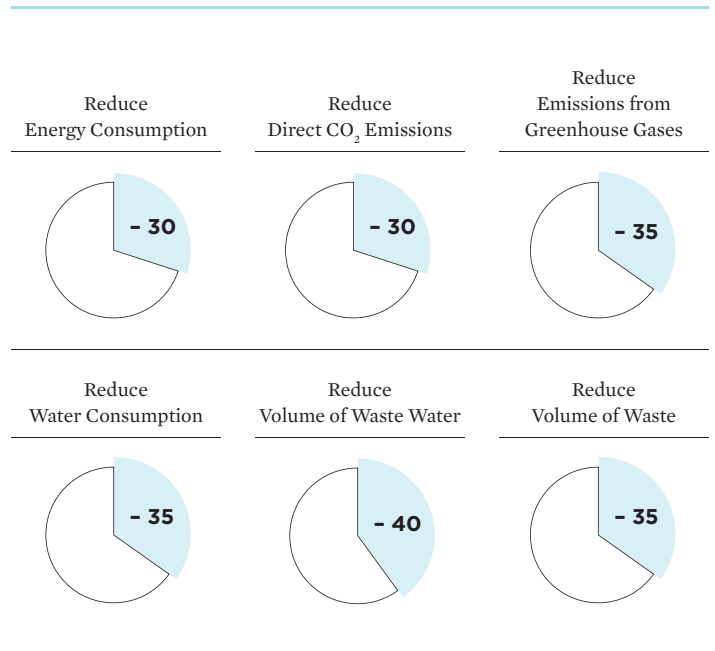 Reduce
Energy Consumption
Reduce
Direct CO₂ Emissions
Reduce
Emissions from
Greenhouse Gases
– 30
– 30
– 35
Reduce
Water Consumption
Reduce
Volume of Waste Water
Reduce
Volume of Waste
– 35
– 40
– 35